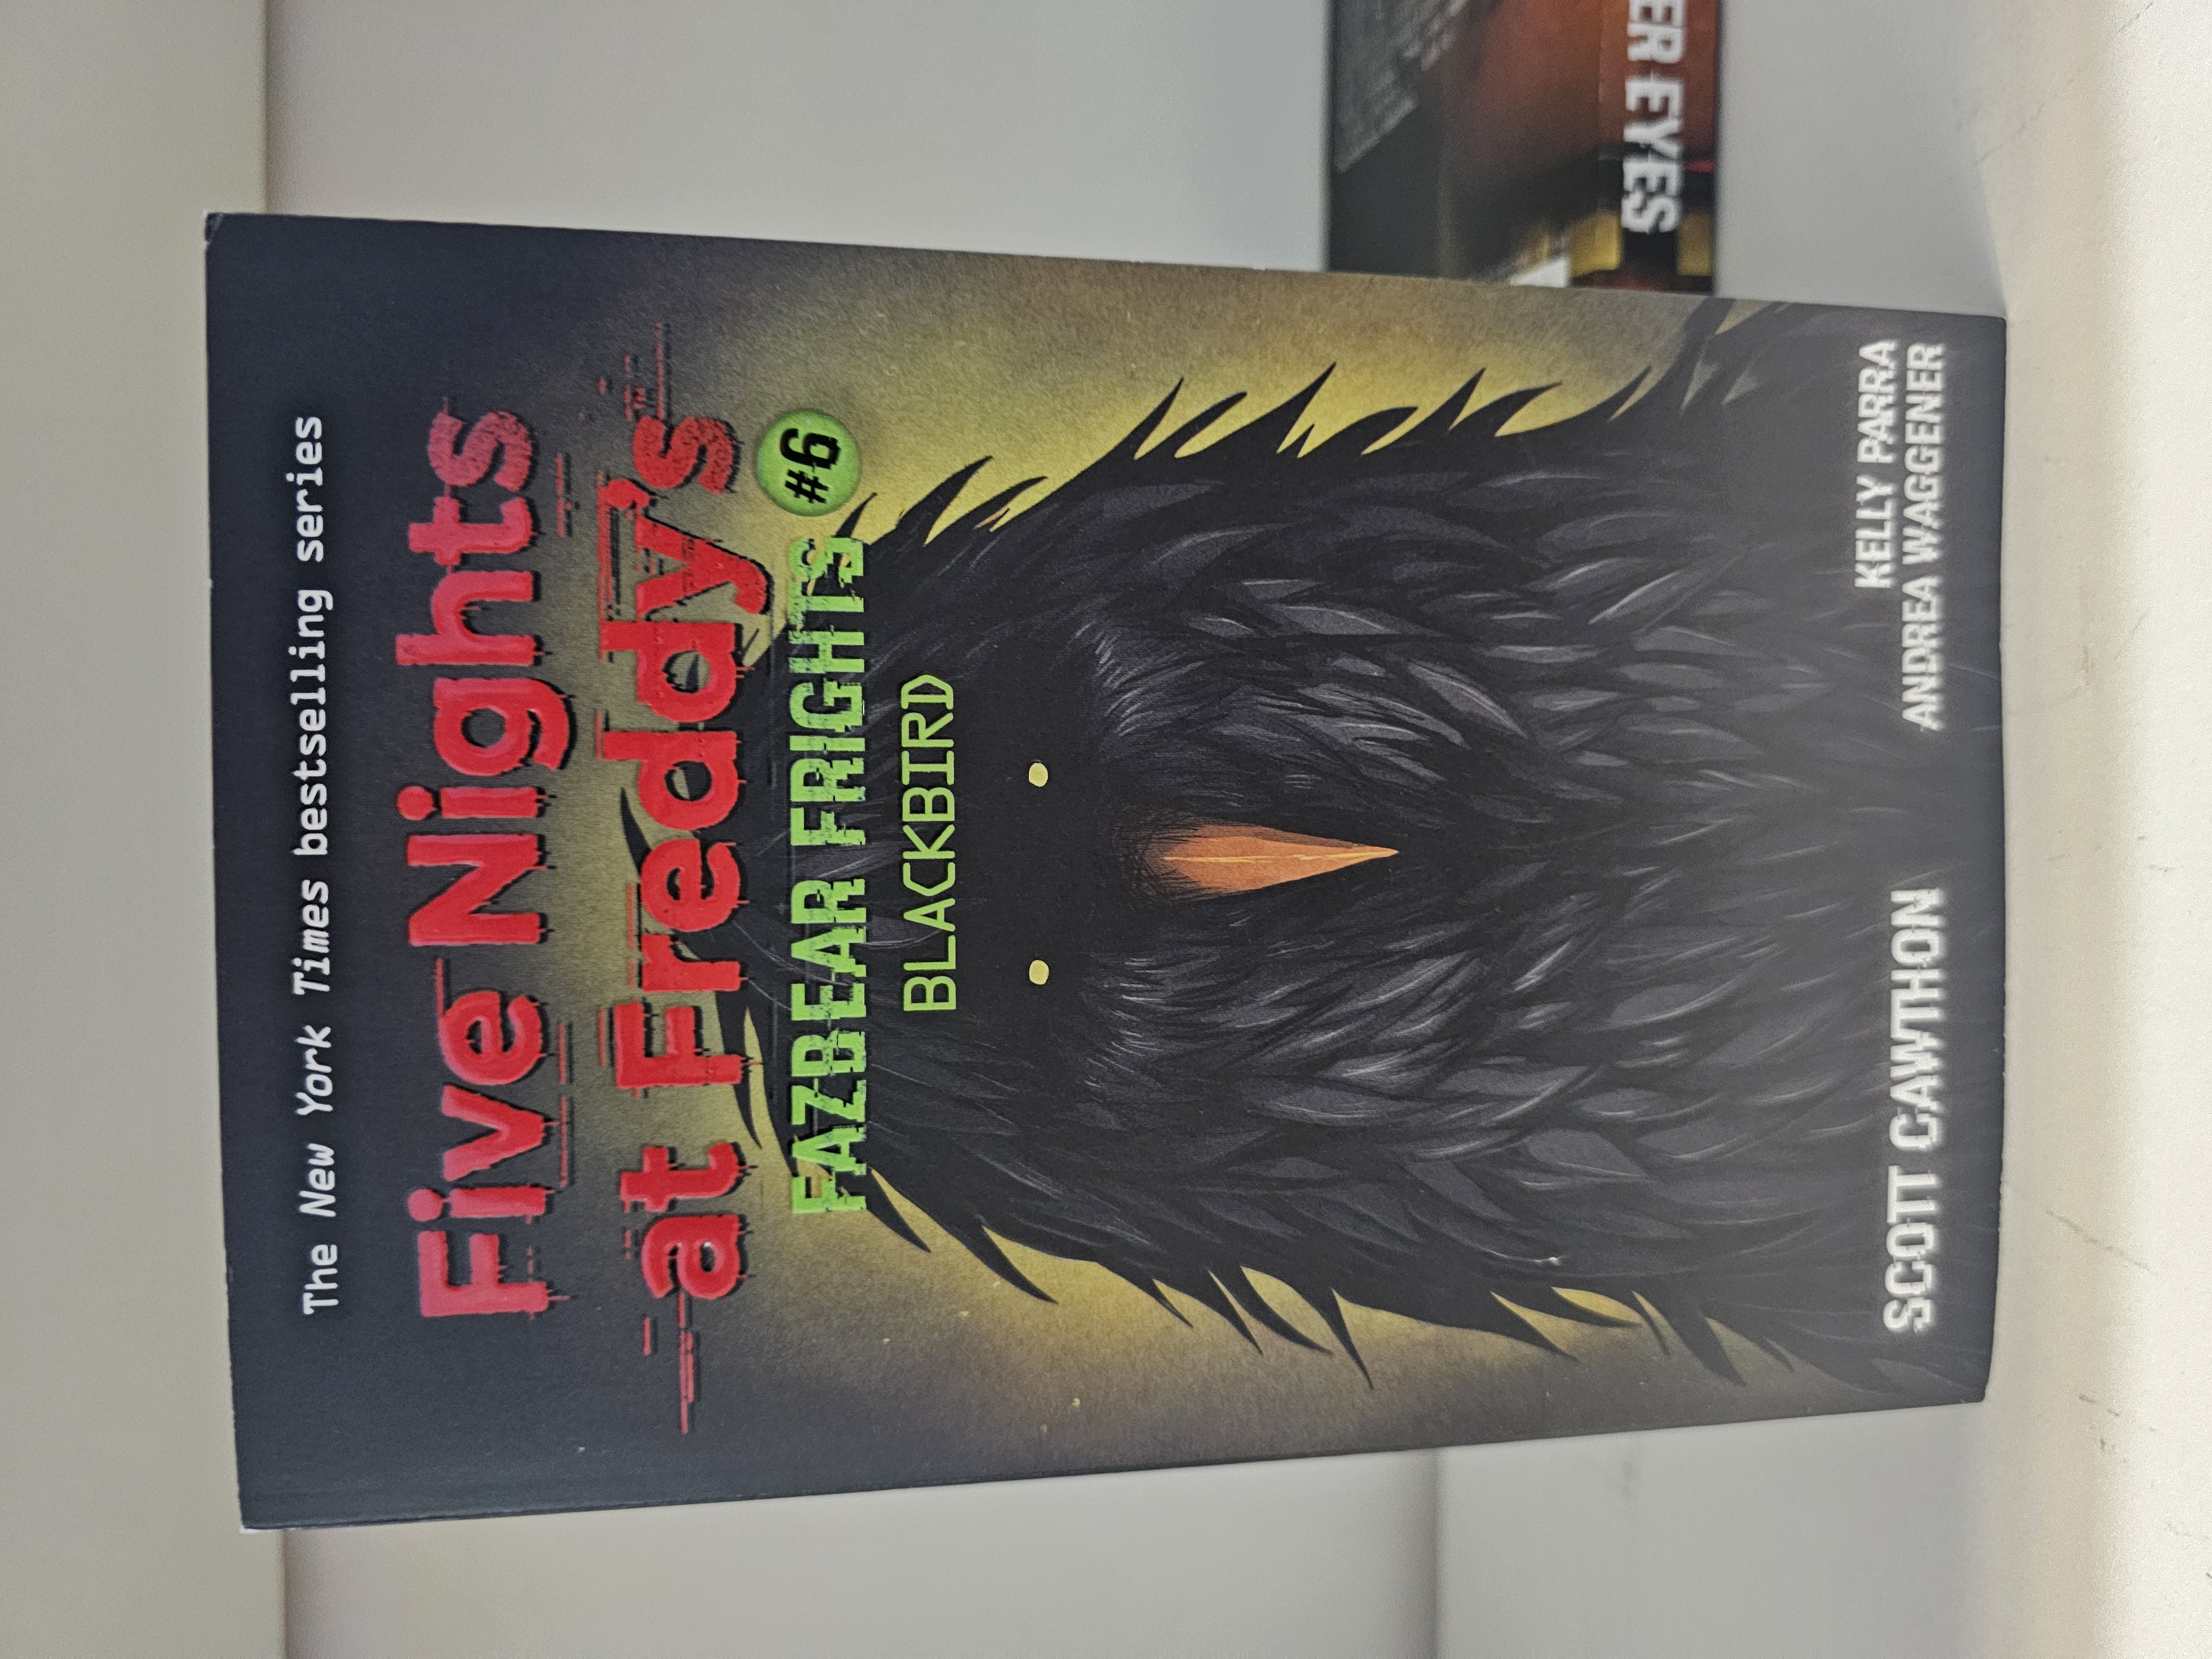 The New York Times bestselling series
Five Nights
at Freddy's™
FAZBEAR FRIGHTS #6
BLACKBIRD
SCOTT CAWTHON
KELLY PARRA
ANDREA WAGGENER
ER EYES